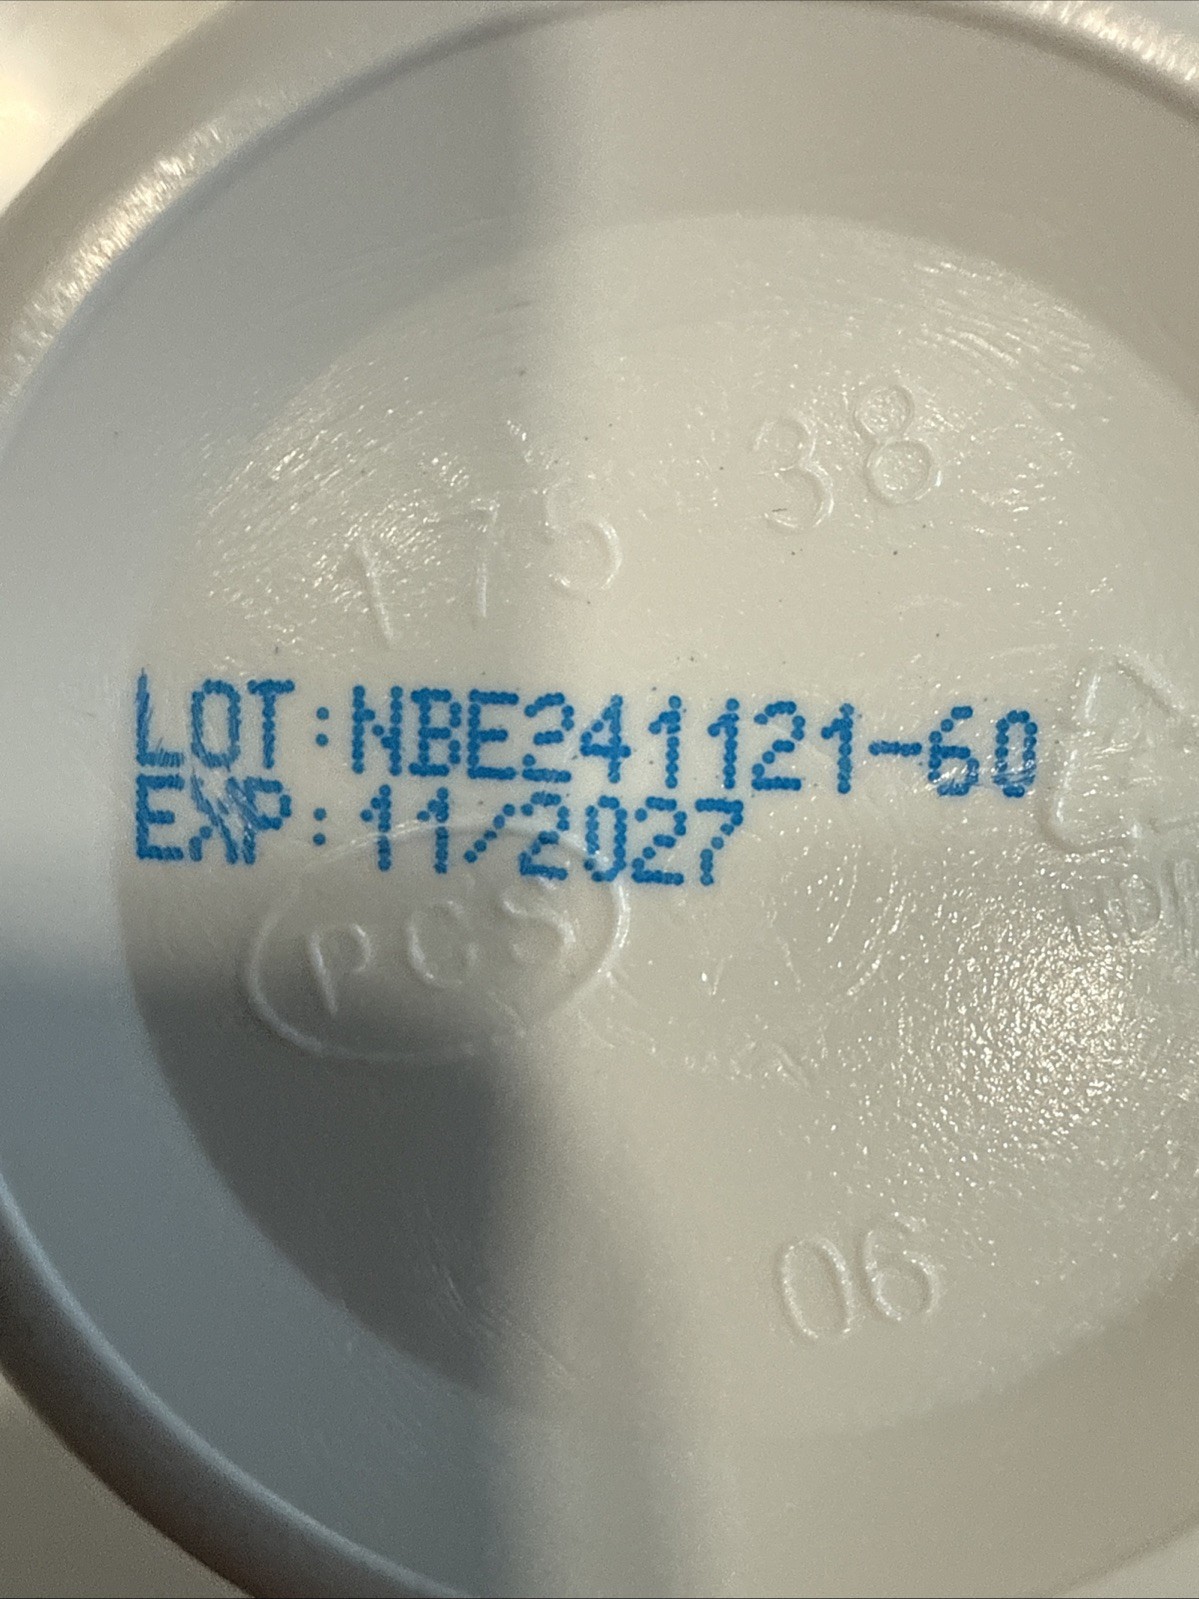 175 38
LOT:NBE241121-60
EXP:11/2027
PCS
06